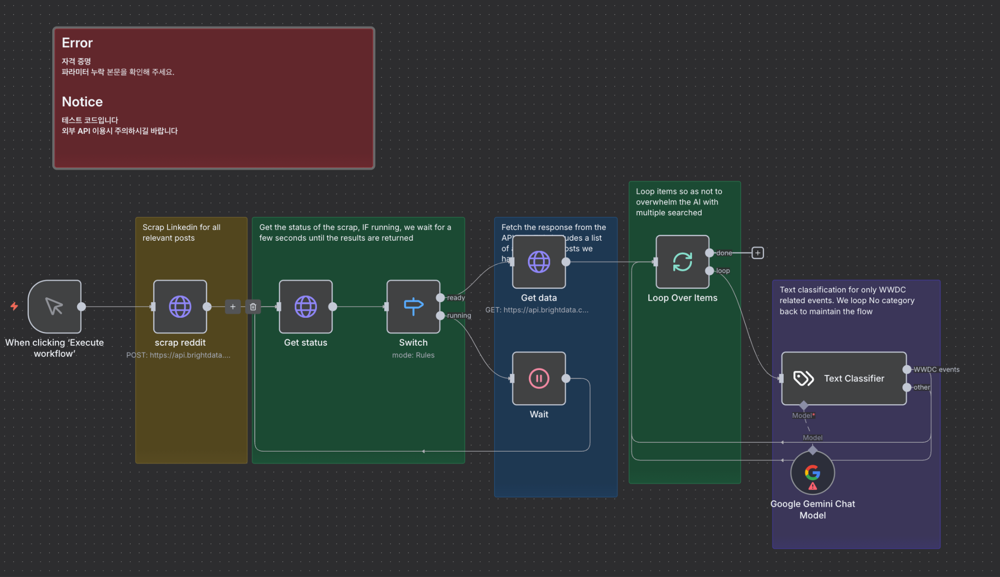 Error
자격 증명
파라미터 누락 본문을 확인해 주세요.
Notice
테스트 코드입니다
외부 API 이용시 주의하시길 바랍니다
When clicking ‘Execute
workflow’
Scrap Linkedin for all
relevant posts
scrap reddit
POST: https://api.brightdata....
Get the status of the scrap, IF running, we wait for a
few seconds until the results are returned
Get status
Switch
mode: Rules
ready
running
Fetch the response from the
a list
of
we
Get data
GET: https://api.brightdata.c...
Wait
Loop items so as not to
overwhelm the AI with
multiple searched
done
loop
Loop Over Items
Text classification for only WWDC
related events. We loop No category
back to maintain the flow
Text Classifier
WWDC events
other
Model*
Model
Google Gemini Chat
Model